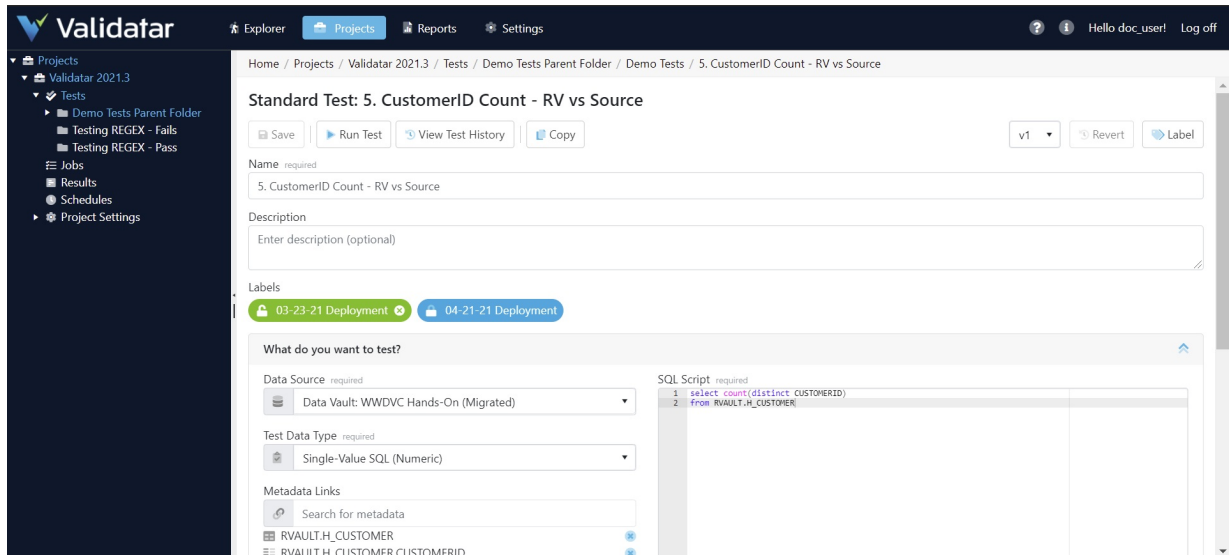 Validatar
Explorer Projects Reports Settings
? i Hello doc_user! Log off
Projects
Validatar 2021.3
Tests
Demo Tests Parent Folder
Testing REGEX - Fails
Testing REGEX - Pass
Jobs
Results
Schedules
Project Settings
Home / Projects / Validatar 2021.3 / Tests / Demo Tests Parent Folder / Demo Tests / 5. CustomerID Count - RV vs Source
Standard Test: 5. CustomerID Count - RV vs Source
Save Run Test View Test History Copy v1 Revert Label
Name required
5. CustomerID Count - RV vs Source
Description
Enter description (optional)
Labels
03-23-21 Deployment 04-21-21 Deployment
What do you want to test?
Data Source required
Data Vault: WWDVC Hands-On (Migrated)
Test Data Type required
Single-Value SQL (Numeric)
Metadata Links
Search for metadata
RVAULT.H_CUSTOMER
RVAULT.H_CUSTOMER.CUSTOMERID
SQL Script required
1 select count(distinct CUSTOMERID)
2 from RVAULT.H_CUSTOMER